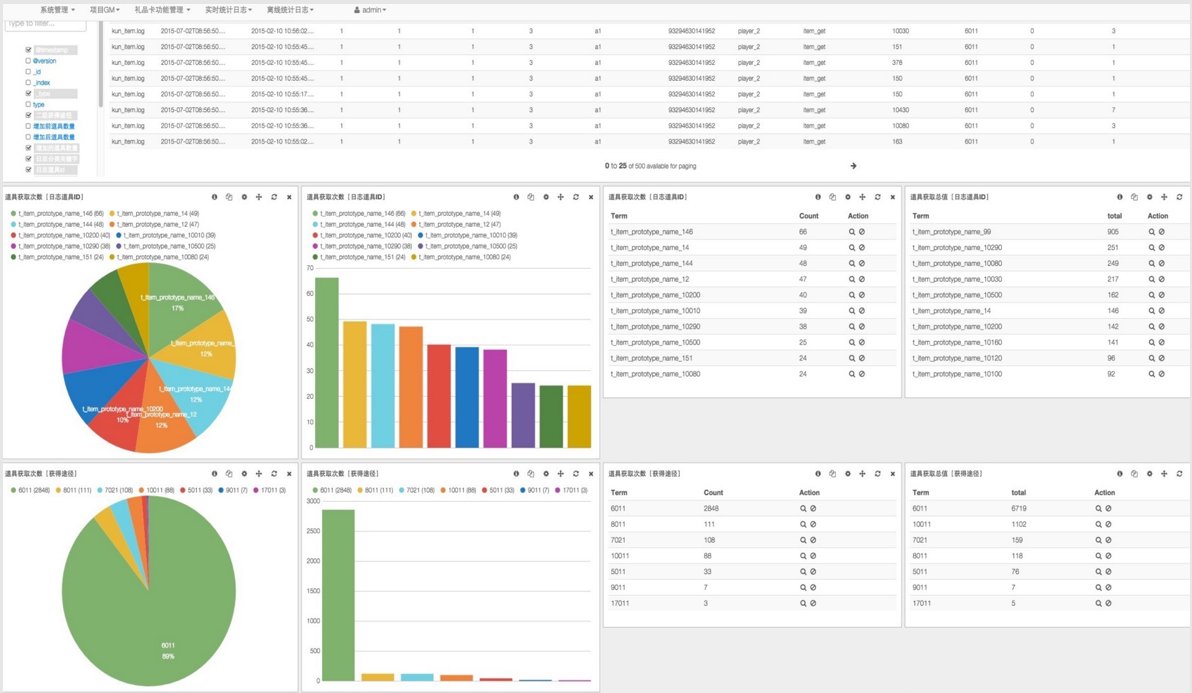 系统管理 项目GM 礼品卡功能管理 实时统计日志 离线统计日志 admin
Type to filter...
@timestamp
@version
_id
_index
_type
type
增加前道具数量
增加后道具数量
增加的道具数量
日志道具id
kun_item.log 2015-07-02T08:56:50.... 2015-02-10 10:56:02.... 1 1 1 3 a1 93294630141952 player_2 item_get 10030 6011 0 3
kun_item.log 2015-07-02T08:56:50.... 2015-02-10 10:55:45.... 1 1 1 3 a1 93294630141952 player_2 item_get 151 6011 0 1
kun_item.log 2015-07-02T08:56:50.... 2015-02-10 10:55:45.... 1 1 1 3 a1 93294630141952 player_2 item_get 378 6011 0 1
kun_item.log 2015-07-02T08:56:50.... 2015-02-10 10:55:45.... 1 1 1 3 a1 93294630141952 player_2 item_get 150 6011 0 1
kun_item.log 2015-07-02T08:56:50.... 2015-02-10 10:55:17.... 1 1 1 3 a1 93294630141952 player_2 item_get 150 6011 0 1
kun_item.log 2015-07-02T08:56:50.... 2015-02-10 10:55:36.... 1 1 1 3 a1 93294630141952 player_2 item_get 10430 6011 0 7
kun_item.log 2015-07-02T08:56:50.... 2015-02-10 10:55:36.... 1 1 1 3 a1 93294630141952 player_2 item_get 10080 6011 0 3
kun_item.log 2015-07-02T08:56:50.... 2015-02-10 10:55:02.... 1 1 1 3 a1 93294630141952 player_2 item_get 163 6011 0 1
0 to 25 of 500 available for paging
道具获取次数 [日志道具ID]
t_item_prototype_name_146 (66) t_item_prototype_name_14 (49)
t_item_prototype_name_144 (48) t_item_prototype_name_12 (47)
t_item_prototype_name_10200 (40) t_item_prototype_name_10010 (39)
t_item_prototype_name_10290 (38) t_item_prototype_name_10500 (25)
t_item_prototype_name_151 (24) t_item_prototype_name_10080 (24)
t_item_prototype_name_146
17%
t_item_prototype_name_
12%
t_item_prototype_name_144
12%
t_item_prototype_name_10200
10%
t_item_prototype_name_12
12%
道具获取次数 [日志道具ID]
t_item_prototype_name_146 (66) t_item_prototype_name_14 (49)
t_item_prototype_name_144 (48) t_item_prototype_name_12 (47)
t_item_prototype_name_10200 (40) t_item_prototype_name_10010 (39)
t_item_prototype_name_10290 (38) t_item_prototype_name_10500 (25)
t_item_prototype_name_151 (24) t_item_prototype_name_10080 (24)
70
60
50
40
30
20
10
0
道具获取次数 [日志道具ID]
Term Count Action
t_item_prototype_name_146 66
t_item_prototype_name_14 49
t_item_prototype_name_144 48
t_item_prototype_name_12 47
t_item_prototype_name_10200 40
t_item_prototype_name_10010 39
t_item_prototype_name_10290 38
t_item_prototype_name_10500 25
t_item_prototype_name_151 24
t_item_prototype_name_10080 24
道具获取总值 [日志道具ID]
Term total Action
t_item_prototype_name_99 905
t_item_prototype_name_10290 251
t_item_prototype_name_10080 249
t_item_prototype_name_10030 217
t_item_prototype_name_10500 162
t_item_prototype_name_14 146
t_item_prototype_name_10200 142
t_item_prototype_name_10160 141
t_item_prototype_name_10120 96
t_item_prototype_name_10100 92
道具获取次数 [获得途径]
6011 (2848) 8011 (111) 7021 (108) 10011 (88) 5011 (33) 9011 (7) 17011 (3)
6011
89%
道具获取次数 [获得途径]
6011 (2848) 8011 (111) 7021 (108) 10011 (88) 5011 (33) 9011 (7) 17011 (3)
3000
2500
2000
1500
1000
500
0
道具获取次数 [获得途径]
Term Count Action
6011 2848
8011 111
7021 108
10011 88
5011 33
9011 7
17011 3
道具获取总值 [获得途径]
Term total Action
6011 6719
10011 1102
7021 159
8011 118
5011 76
9011 7
17011 5